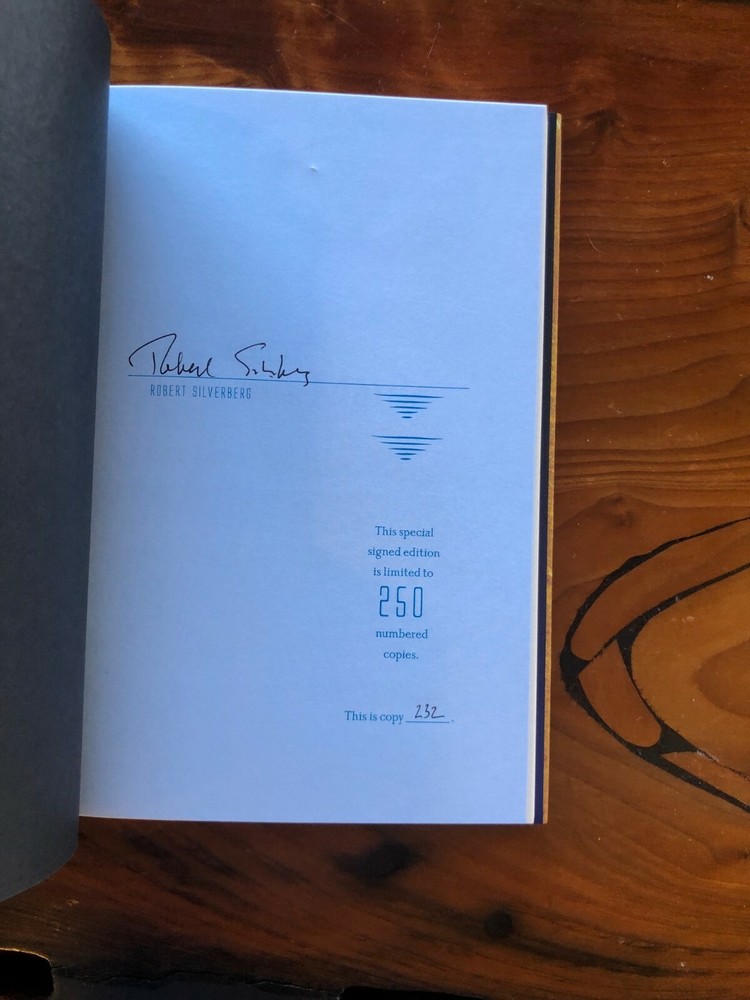 Robert Silverberg
ROBERT SILVERBERG
This special
signed edition
is limited to
250
numbered
copies.
This is copy 232.